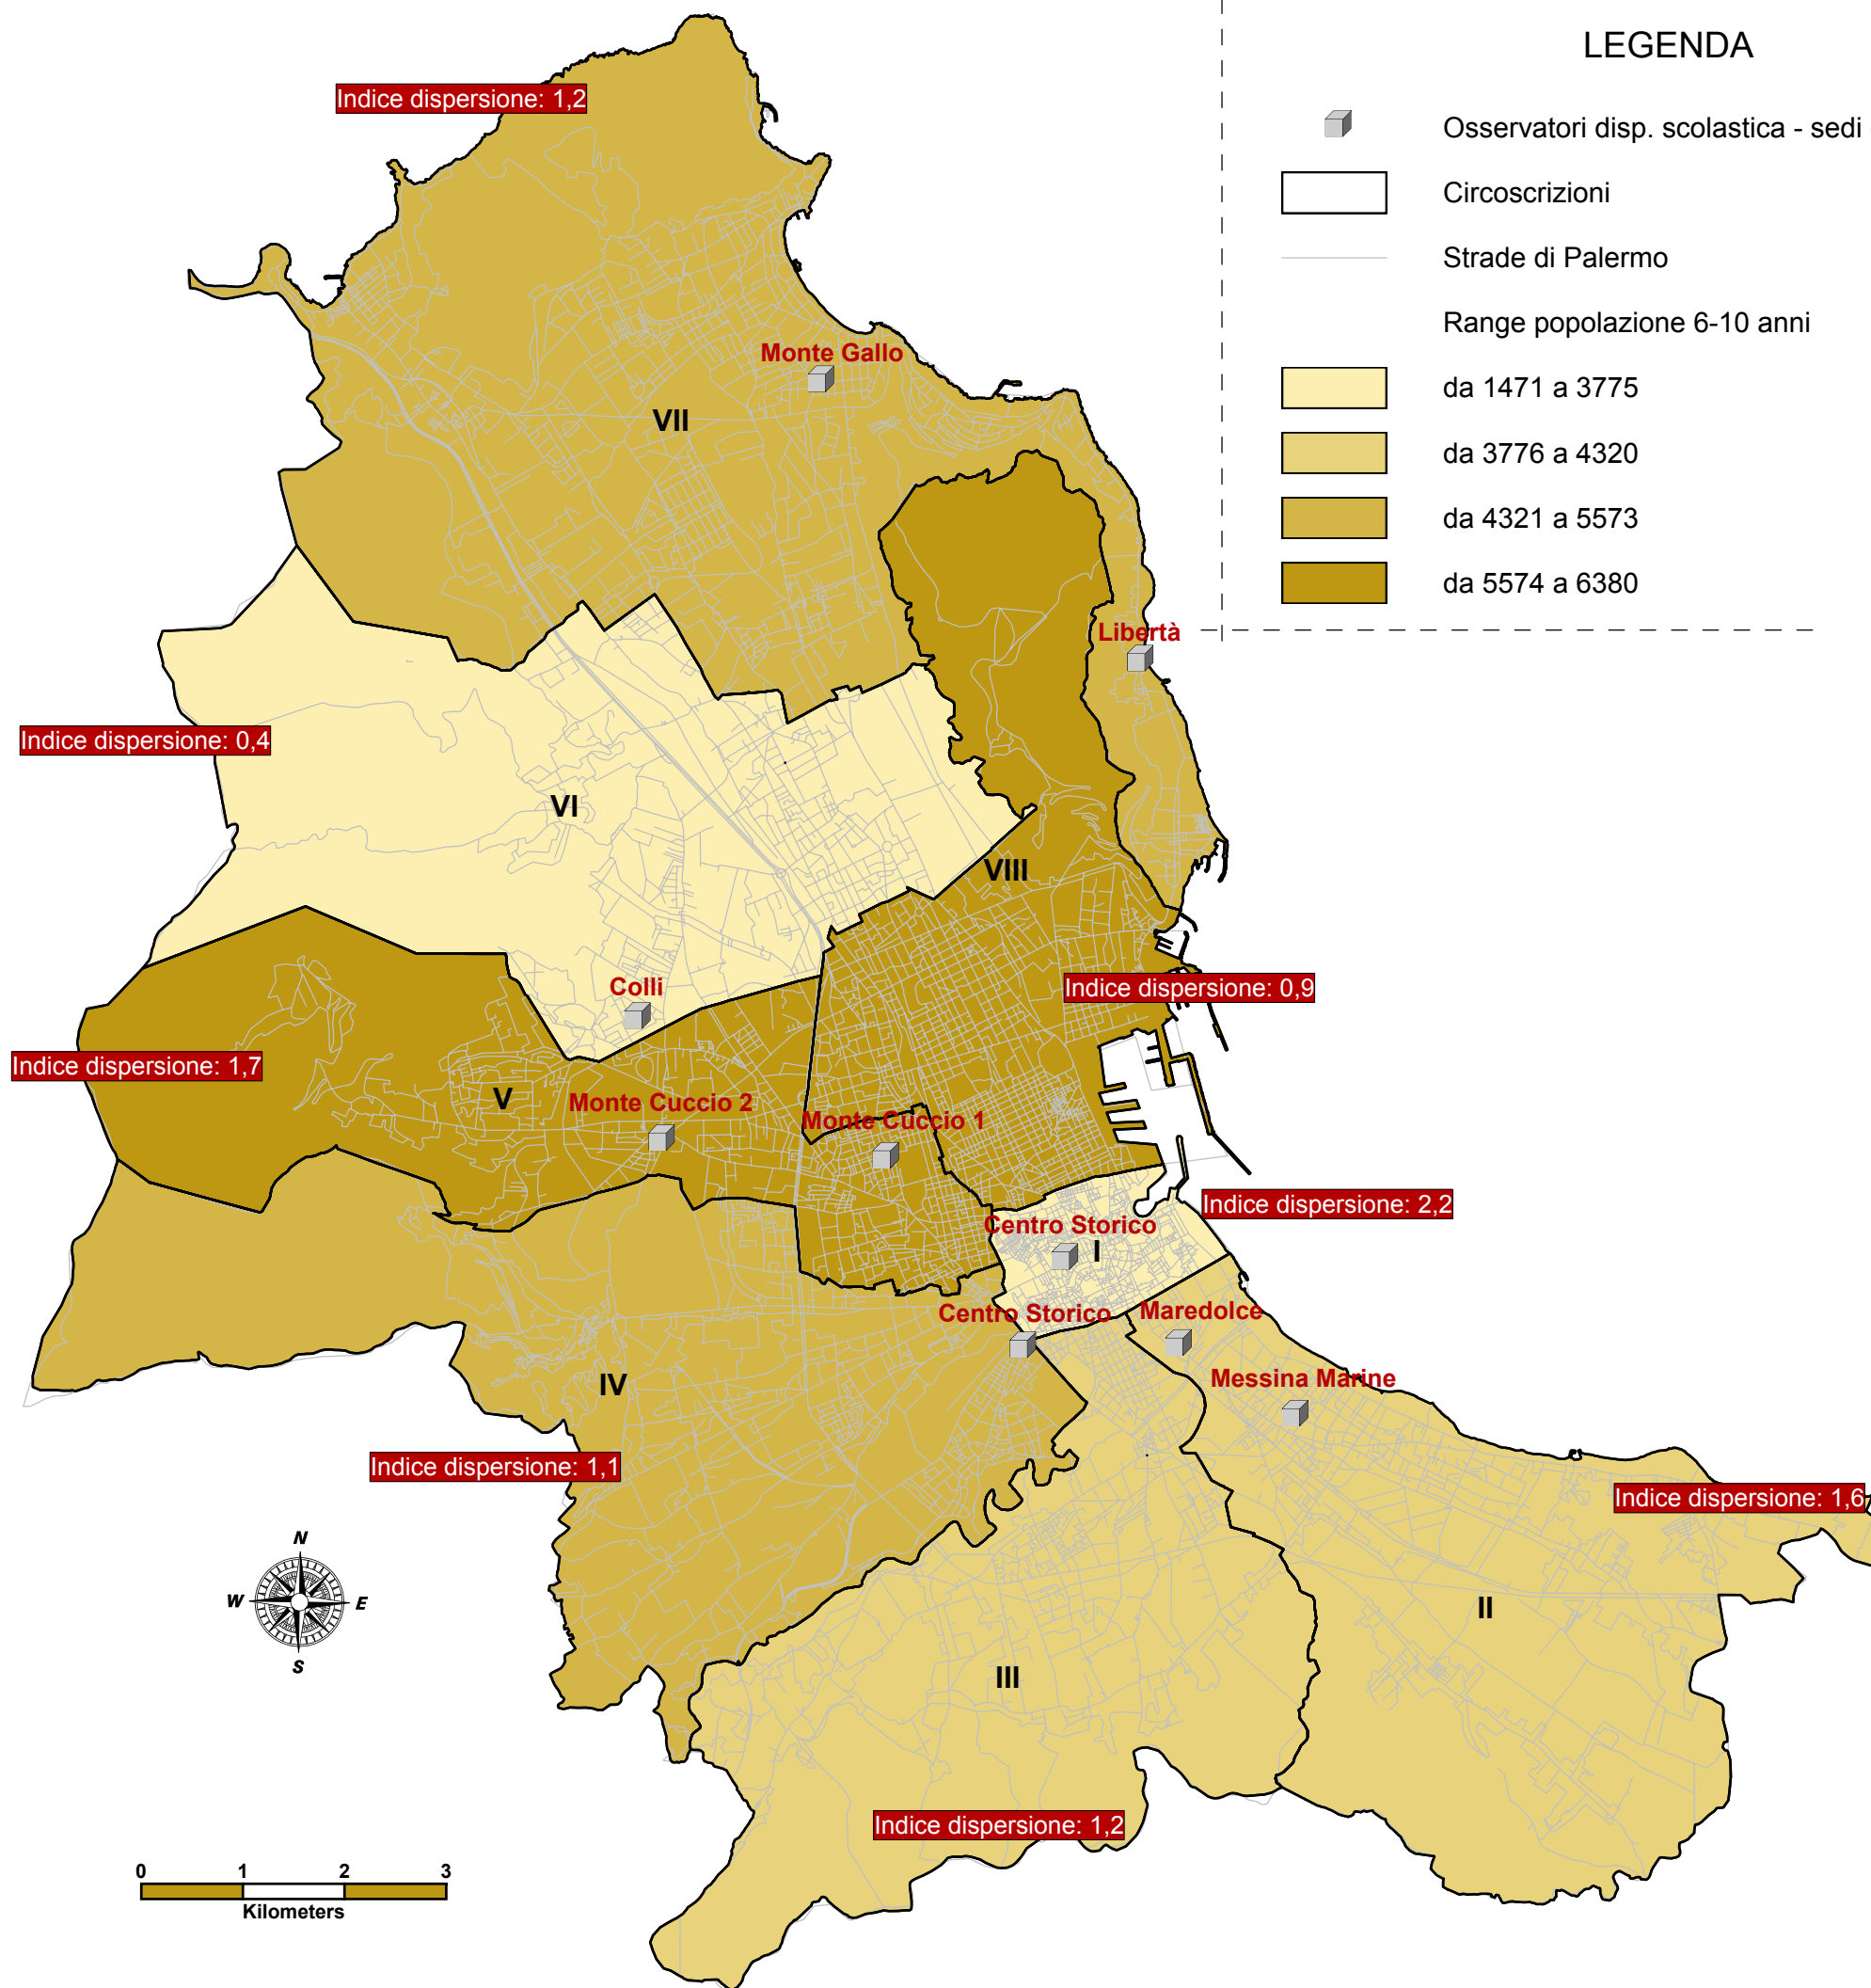 LEGENDA
Osservatori disp. scolastica - sedi
Circoscrizioni
Strade di Palermo
Range popolazione 6-10 anni
da 1471 a 3775
da 3776 a 4320
da 4321 a 5573
da 5574 a 6380
Indice dispersione: 1,2
Monte Gallo
VII
Libertà
Indice dispersione: 0,4
VI
VIII
Colli
Indice dispersione: 0,9
Indice dispersione: 1,7
V
Monte Cuccio 2
Monte Cuccio 1
Indice dispersione: 2,2
Centro Storico
I
Centro Storico
Maredolce
Messina Marine
IV
Indice dispersione: 1,1
Indice dispersione: 1,6
N
W
E
S
II
III
Indice dispersione: 1,2
0 1 2 3
Kilometers